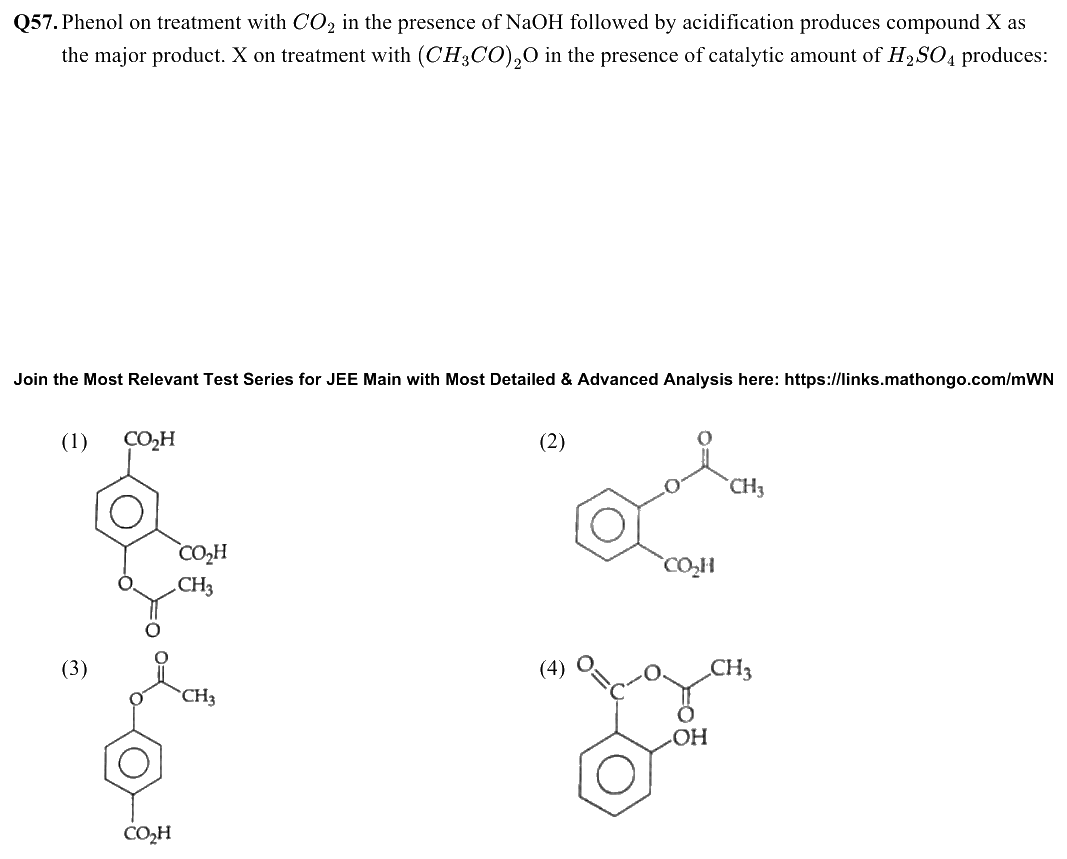 Q57. Phenol on treatment with CO₂ in the presence of NaOH followed by acidification produces compound X as
the major product. X on treatment with (CH₃CO)₂O in the presence of catalytic amount of H₂SO₄ produces:
Join the Most Relevant Test Series for JEE Main with Most Detailed & Advanced Analysis here: https://links.mathongo.com/mWN
(1) CO₂H
CO₂H
O CH₃
O
(2) O
O CH₃
CO₂H
(3) O
O CH₃
CO₂H
(4) O O CH₃
C
O
OH